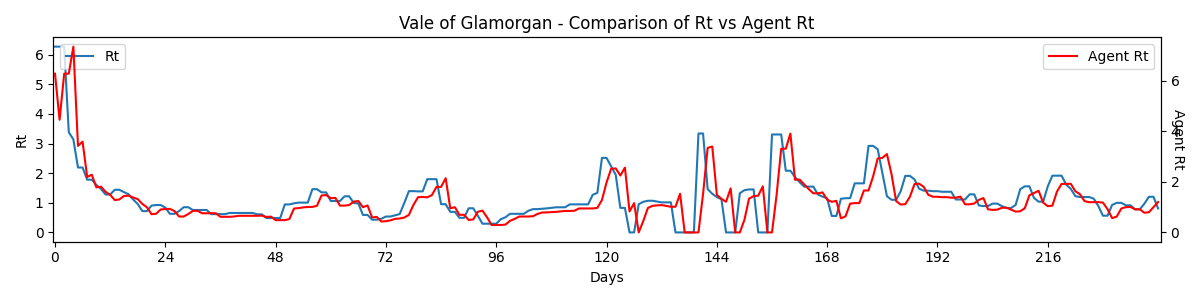 Vale of Glamorgan - Comparison of Rt vs Agent Rt
Rt
Agent Rt
Rt
6
5
4
3
2
1
0
6
4
2
0
Agent Rt
0 24 48 72 96 120 144 168 192 216
Days